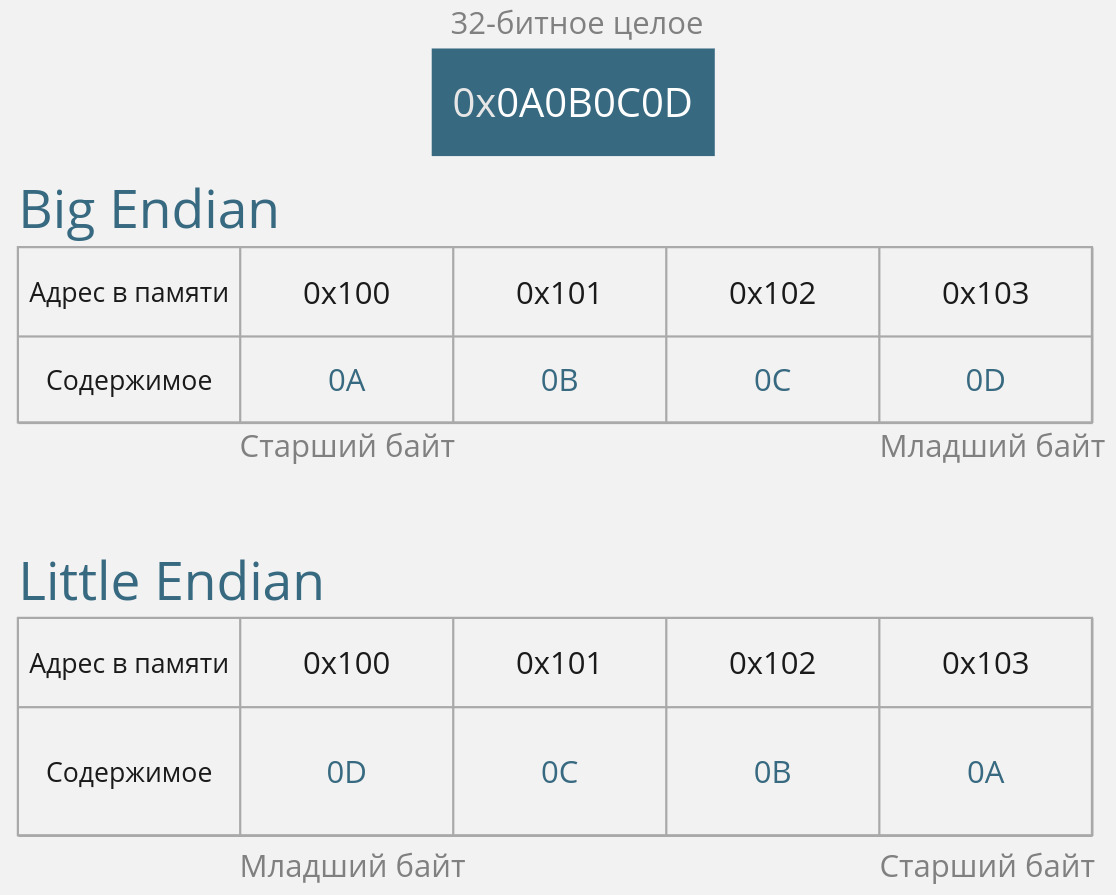 32-битное целое
0x0A0B0C0D
Big Endian
Адрес в памяти 0x100 0x101 0x102 0x103
Содержимое 0A 0B 0C 0D
Старший байт Младший байт
Little Endian
Адрес в памяти 0x100 0x101 0x102 0x103
Содержимое 0D 0C 0B 0A
Младший байт Старший байт